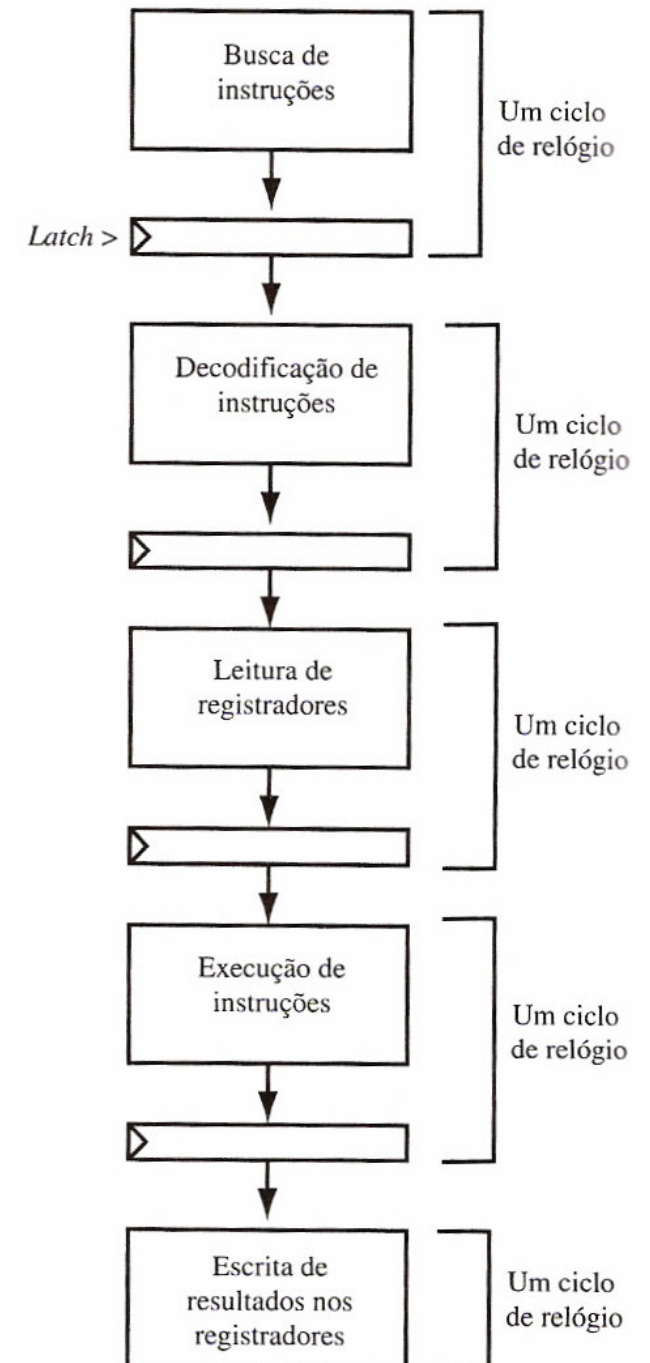 Busca de
instruções
Um ciclo
de relógio
Latch >
Decodificação de
instruções
Um ciclo
de relógio
Leitura de
registradores
Um ciclo
de relógio
Execução de
instruções
Um ciclo
de relógio
Escrita de
resultados nos
registradores
Um ciclo
de relógio